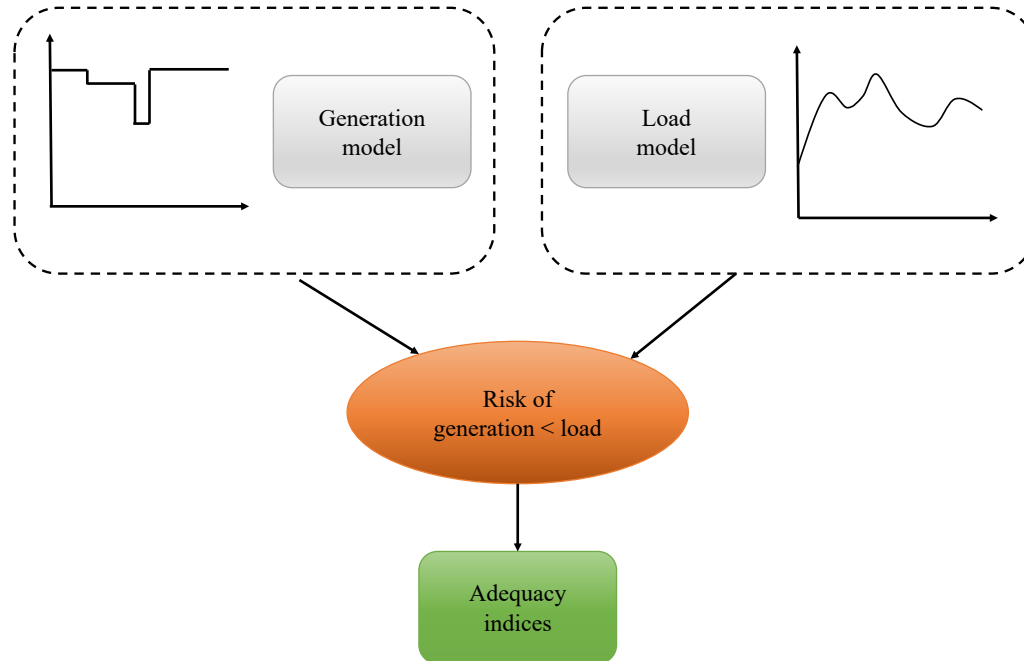 Generation
model
Load
model
Risk of
generation < load
Adequacy
indices